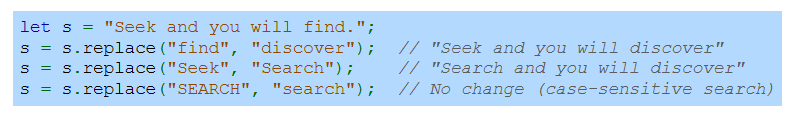 let s = "Seek and you will find.";
s = s.replace("find", "discover");  // "Seek and you will discover"
s = s.replace("Seek", "Search");    // "Search and you will discover"
s = s.replace("SEARCH", "search");  // No change (case-sensitive search)